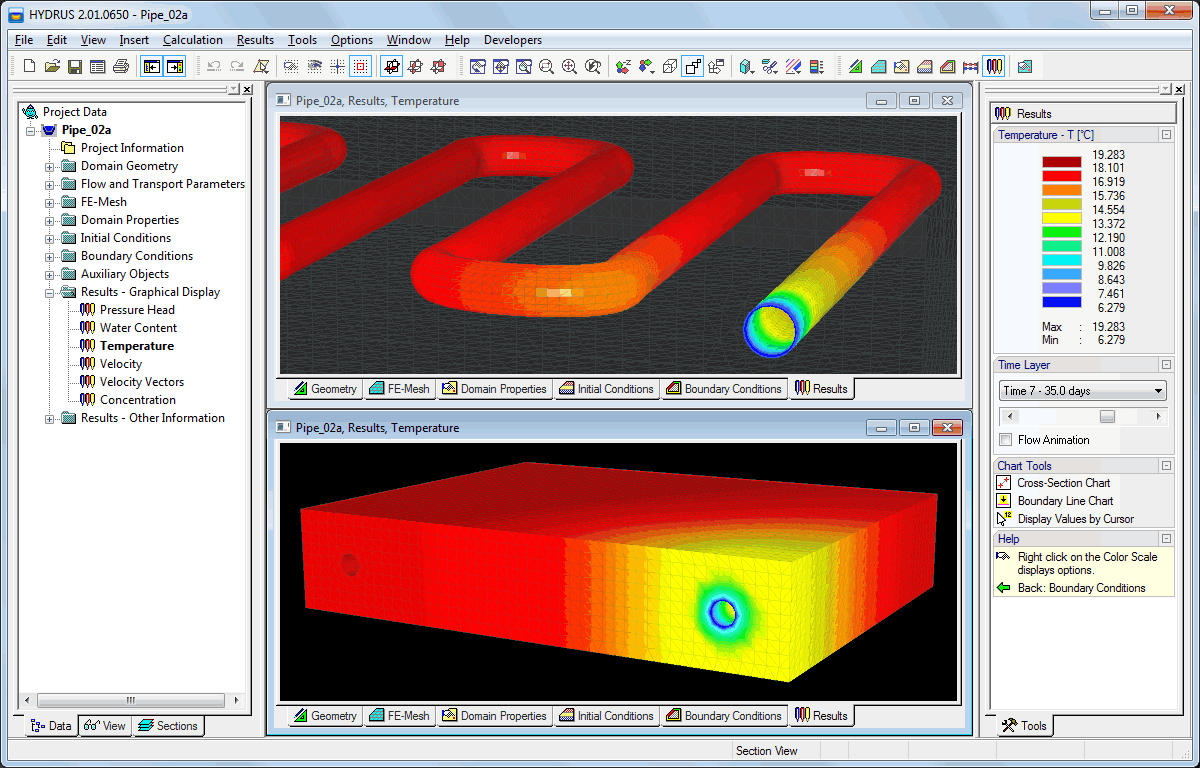 HYDRUS 2.01.0650 - Pipe_02a
File Edit View Insert Calculation Results Tools Options Window Help Developers
Project Data
Pipe_02a
Project Information
Domain Geometry
Flow and Transport Parameters
FE-Mesh
Domain Properties
Initial Conditions
Boundary Conditions
Auxiliary Objects
Results - Graphical Display
Pressure Head
Water Content
Temperature
Velocity
Velocity Vectors
Concentration
Results - Other Information
Data View Sections
Pipe_02a, Results, Temperature
Geometry FE-Mesh Domain Properties Initial Conditions Boundary Conditions Results
Pipe_02a, Results, Temperature
Geometry FE-Mesh Domain Properties Initial Conditions Boundary Conditions Results
Results
Temperature - T [°C]
19.283
18.101
16.919
15.736
14.554
13.372
12.190
11.008
9.826
8.643
7.461
6.279
Max : 19.283
Min : 6.279
Time Layer
Time 7 - 35.0 days
Flow Animation
Chart Tools
Cross-Section Chart
Boundary Line Chart
Display Values by Cursor
Help
Right click on the Color Scale
displays options.
Back: Boundary Conditions
Tools
Section View